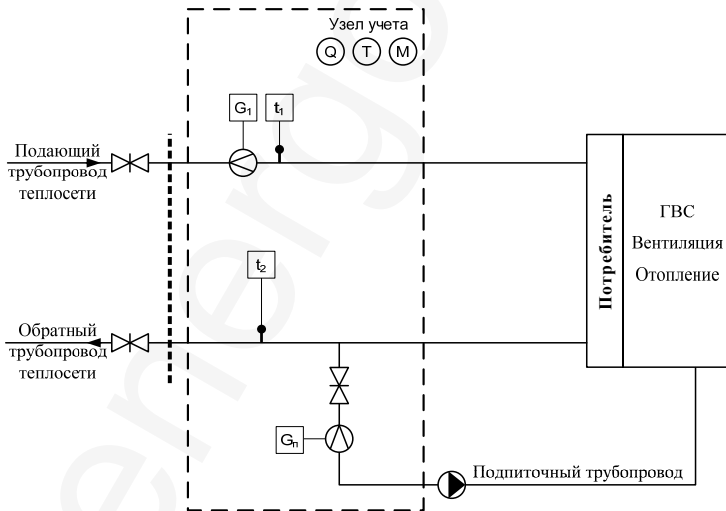 Узел учета
Q T M
G1 t1
Подающий
трубопровод
теплосети
Потребитель
ГВС
Вентиляция
Отопление
t2
Обратный
трубопровод
теплосети
Gп
Подпиточный трубопровод